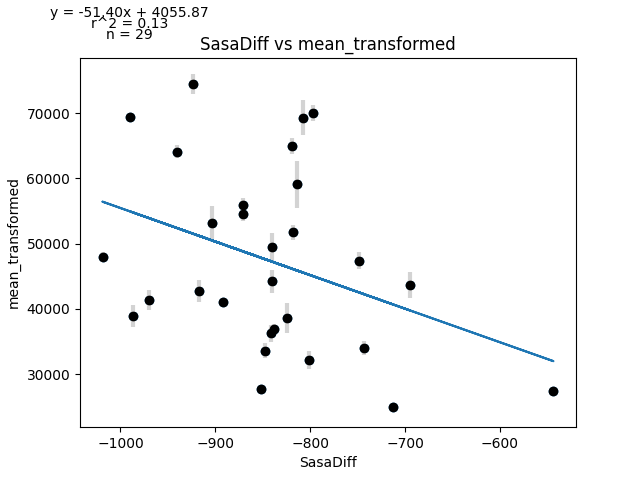 y = -51.40x + 4055.87
r^2 = 0.13
n = 29
SasaDiff vs mean_transformed
70000
60000
50000
40000
30000
mean_transformed
−1000 −900 −800 −700 −600
SasaDiff